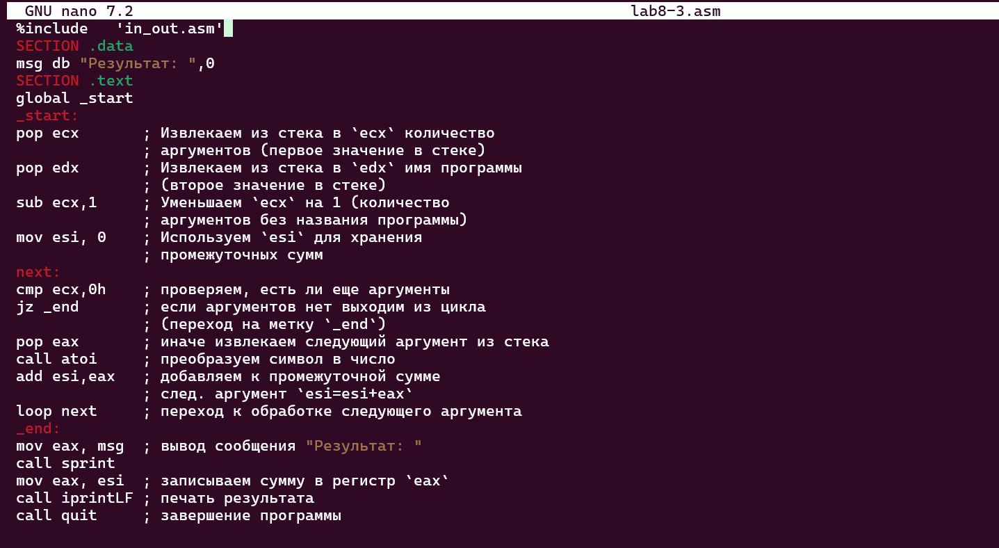 GNU nano 7.2 lab8-3.asm
%include   'in_out.asm'
SECTION .data
msg db "Результат: ",0
SECTION .text
global _start
_start:
pop ecx       ; Извлекаем из стека в `ecx` количество
              ; аргументов (первое значение в стеке)
pop edx       ; Извлекаем из стека в `edx` имя программы
              ; (второе значение в стеке)
sub ecx,1     ; Уменьшаем `ecx` на 1 (количество
              ; аргументов без названия программы)
mov esi, 0    ; Используем `esi` для хранения
              ; промежуточных сумм
next:
cmp ecx,0h    ; проверяем, есть ли еще аргументы
jz _end       ; если аргументов нет выходим из цикла
              ; (переход на метку `_end`)
pop eax       ; иначе извлекаем следующий аргумент из стека
call atoi     ; преобразуем символ в число
add esi,eax   ; добавляем к промежуточной сумме
              ; след. аргумент `esi=esi+eax`
loop next     ; переход к обработке следующего аргумента
_end:
mov eax, msg  ; вывод сообщения "Результат: "
call sprint
mov eax, esi  ; записываем сумму в регистр `eax`
call iprintLF ; печать результата
call quit     ; завершение программы